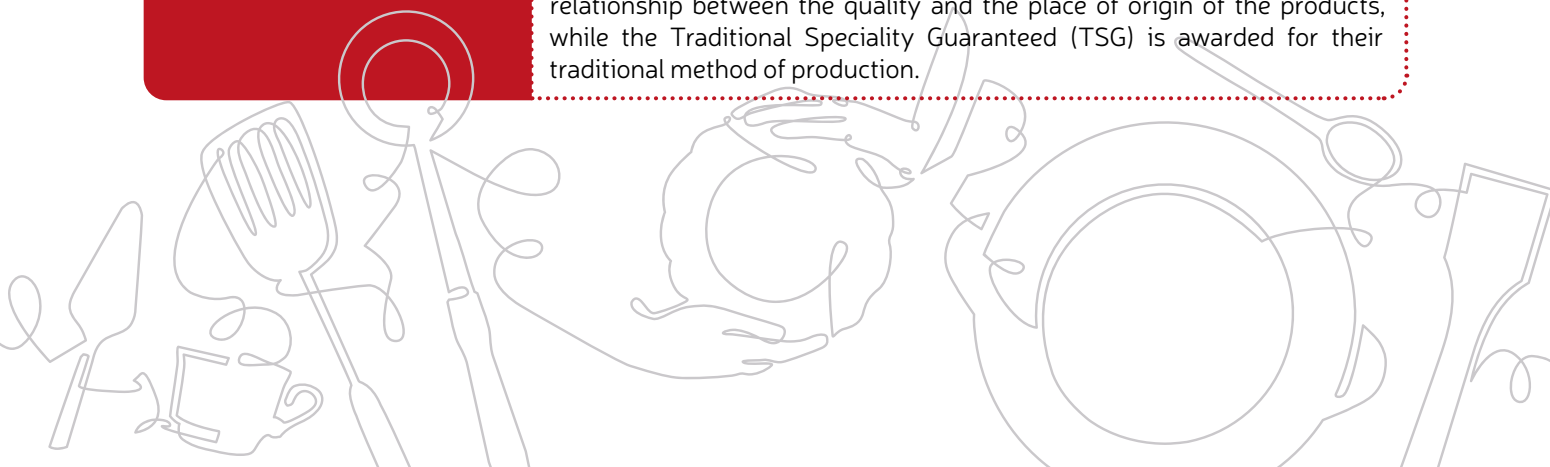 relationship between the quality and the place of origin of the products,
while the Traditional Speciality Guaranteed (TSG) is awarded for their
traditional method of production.